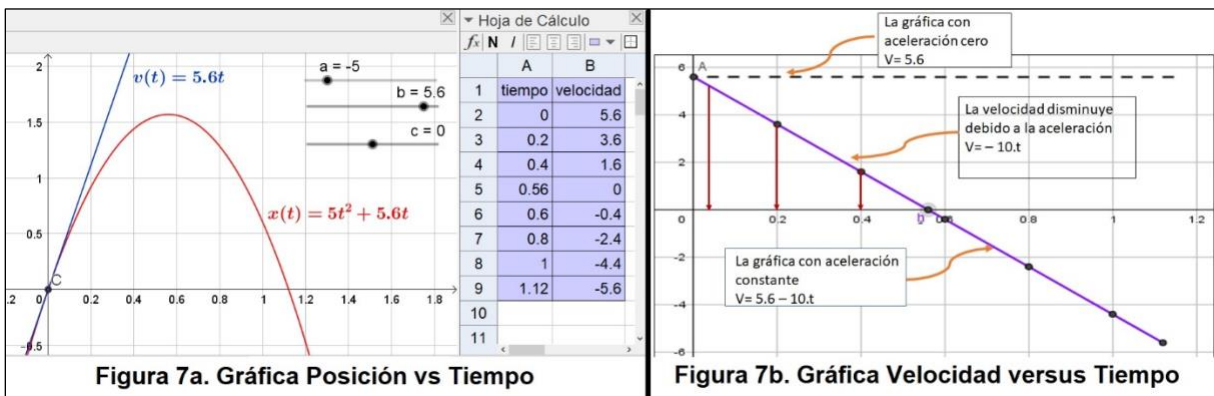 Hoja de Cálculo
fx N I
v(t) = 5.6t
a = -5
b = 5.6
c = 0
x(t) = 5t² + 5.6t
C
2
1.5
1
0.5
-0.5
.2 0 0.2 0.4 0.6 0.8 1 1.2 1.4 1.6 1.8
A B
1 tiempo velocidad
2 0 5.6
3 0.2 3.6
4 0.4 1.6
5 0.56 0
6 0.6 -0.4
7 0.8 -2.4
8 1 -4.4
9 1.12 -5.6
10
11
Figura 7a. Gráfica Posición vs Tiempo
La gráfica con
aceleración cero
V= 5.6
La velocidad disminuye
debido a la aceleración
V= – 10.t
La gráfica con aceleración
constante
V= 5.6 – 10.t
A
b
6
4
2
0 0.2 0.4 0.8 1 1.2
-2
-4
-6
Figura 7b. Gráfica Velocidad versus Tiempo